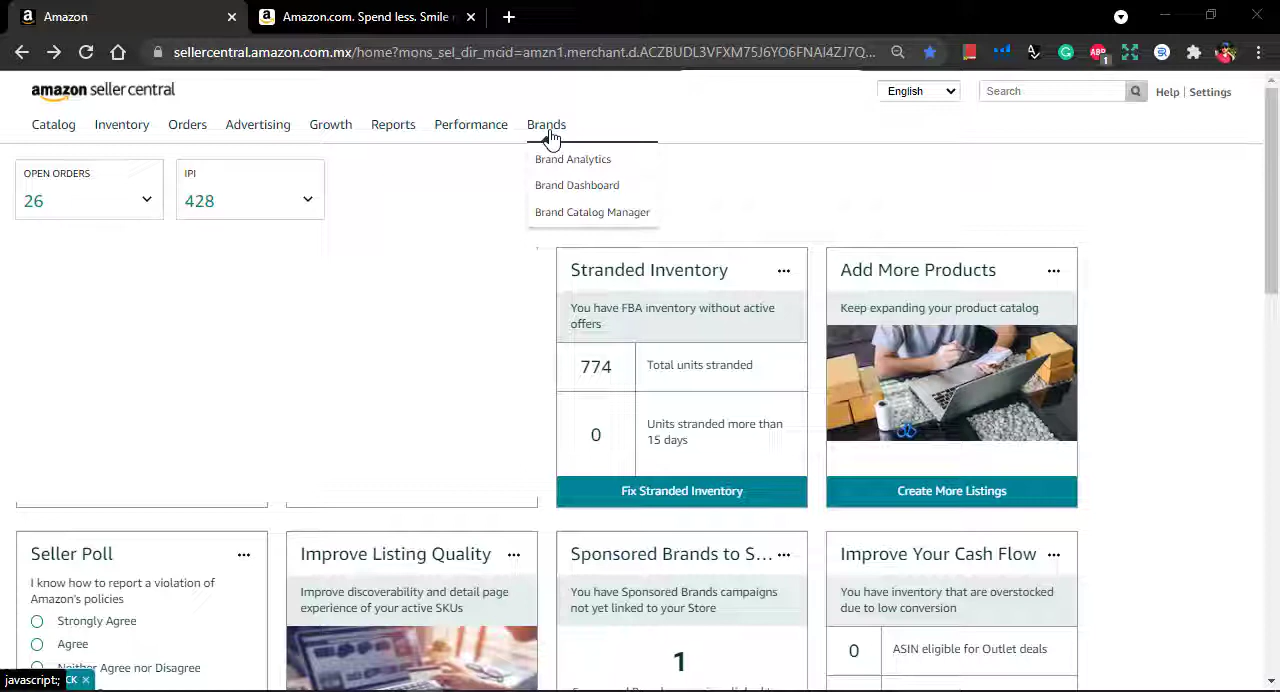 Amazon
Amazon.com. Spend less. Smile
sellercentral.amazon.com.mx/home?mons_sel_dir_mcid=amzn1.merchant.d.ACZBUDL3VFXM75J6YO6FNAI4ZJ7Q...
amazon seller central
English
Search
Help | Settings
Catalog Inventory Orders Advertising Growth Reports Performance Brands
Brand Analytics
Brand Dashboard
Brand Catalog Manager
OPEN ORDERS
26
IPI
428
Stranded Inventory
You have FBA inventory without active
offers
774 Total units stranded
0 Units stranded more than
15 days
Fix Stranded Inventory
Add More Products
Keep expanding your product catalog
Create More Listings
Seller Poll
I know how to report a violation of
Amazon's policies
Strongly Agree
Agree
Neither Agree nor Disagree
Improve Listing Quality
Improve discoverability and detail page
experience of your active SKUs
Sponsored Brands to S...
You have Sponsored Brands campaigns
not yet linked to your Store
1
Improve Your Cash Flow
You have inventory that are overstocked
due to low conversion
0 ASIN eligible for Outlet deals
javascript:;
CK